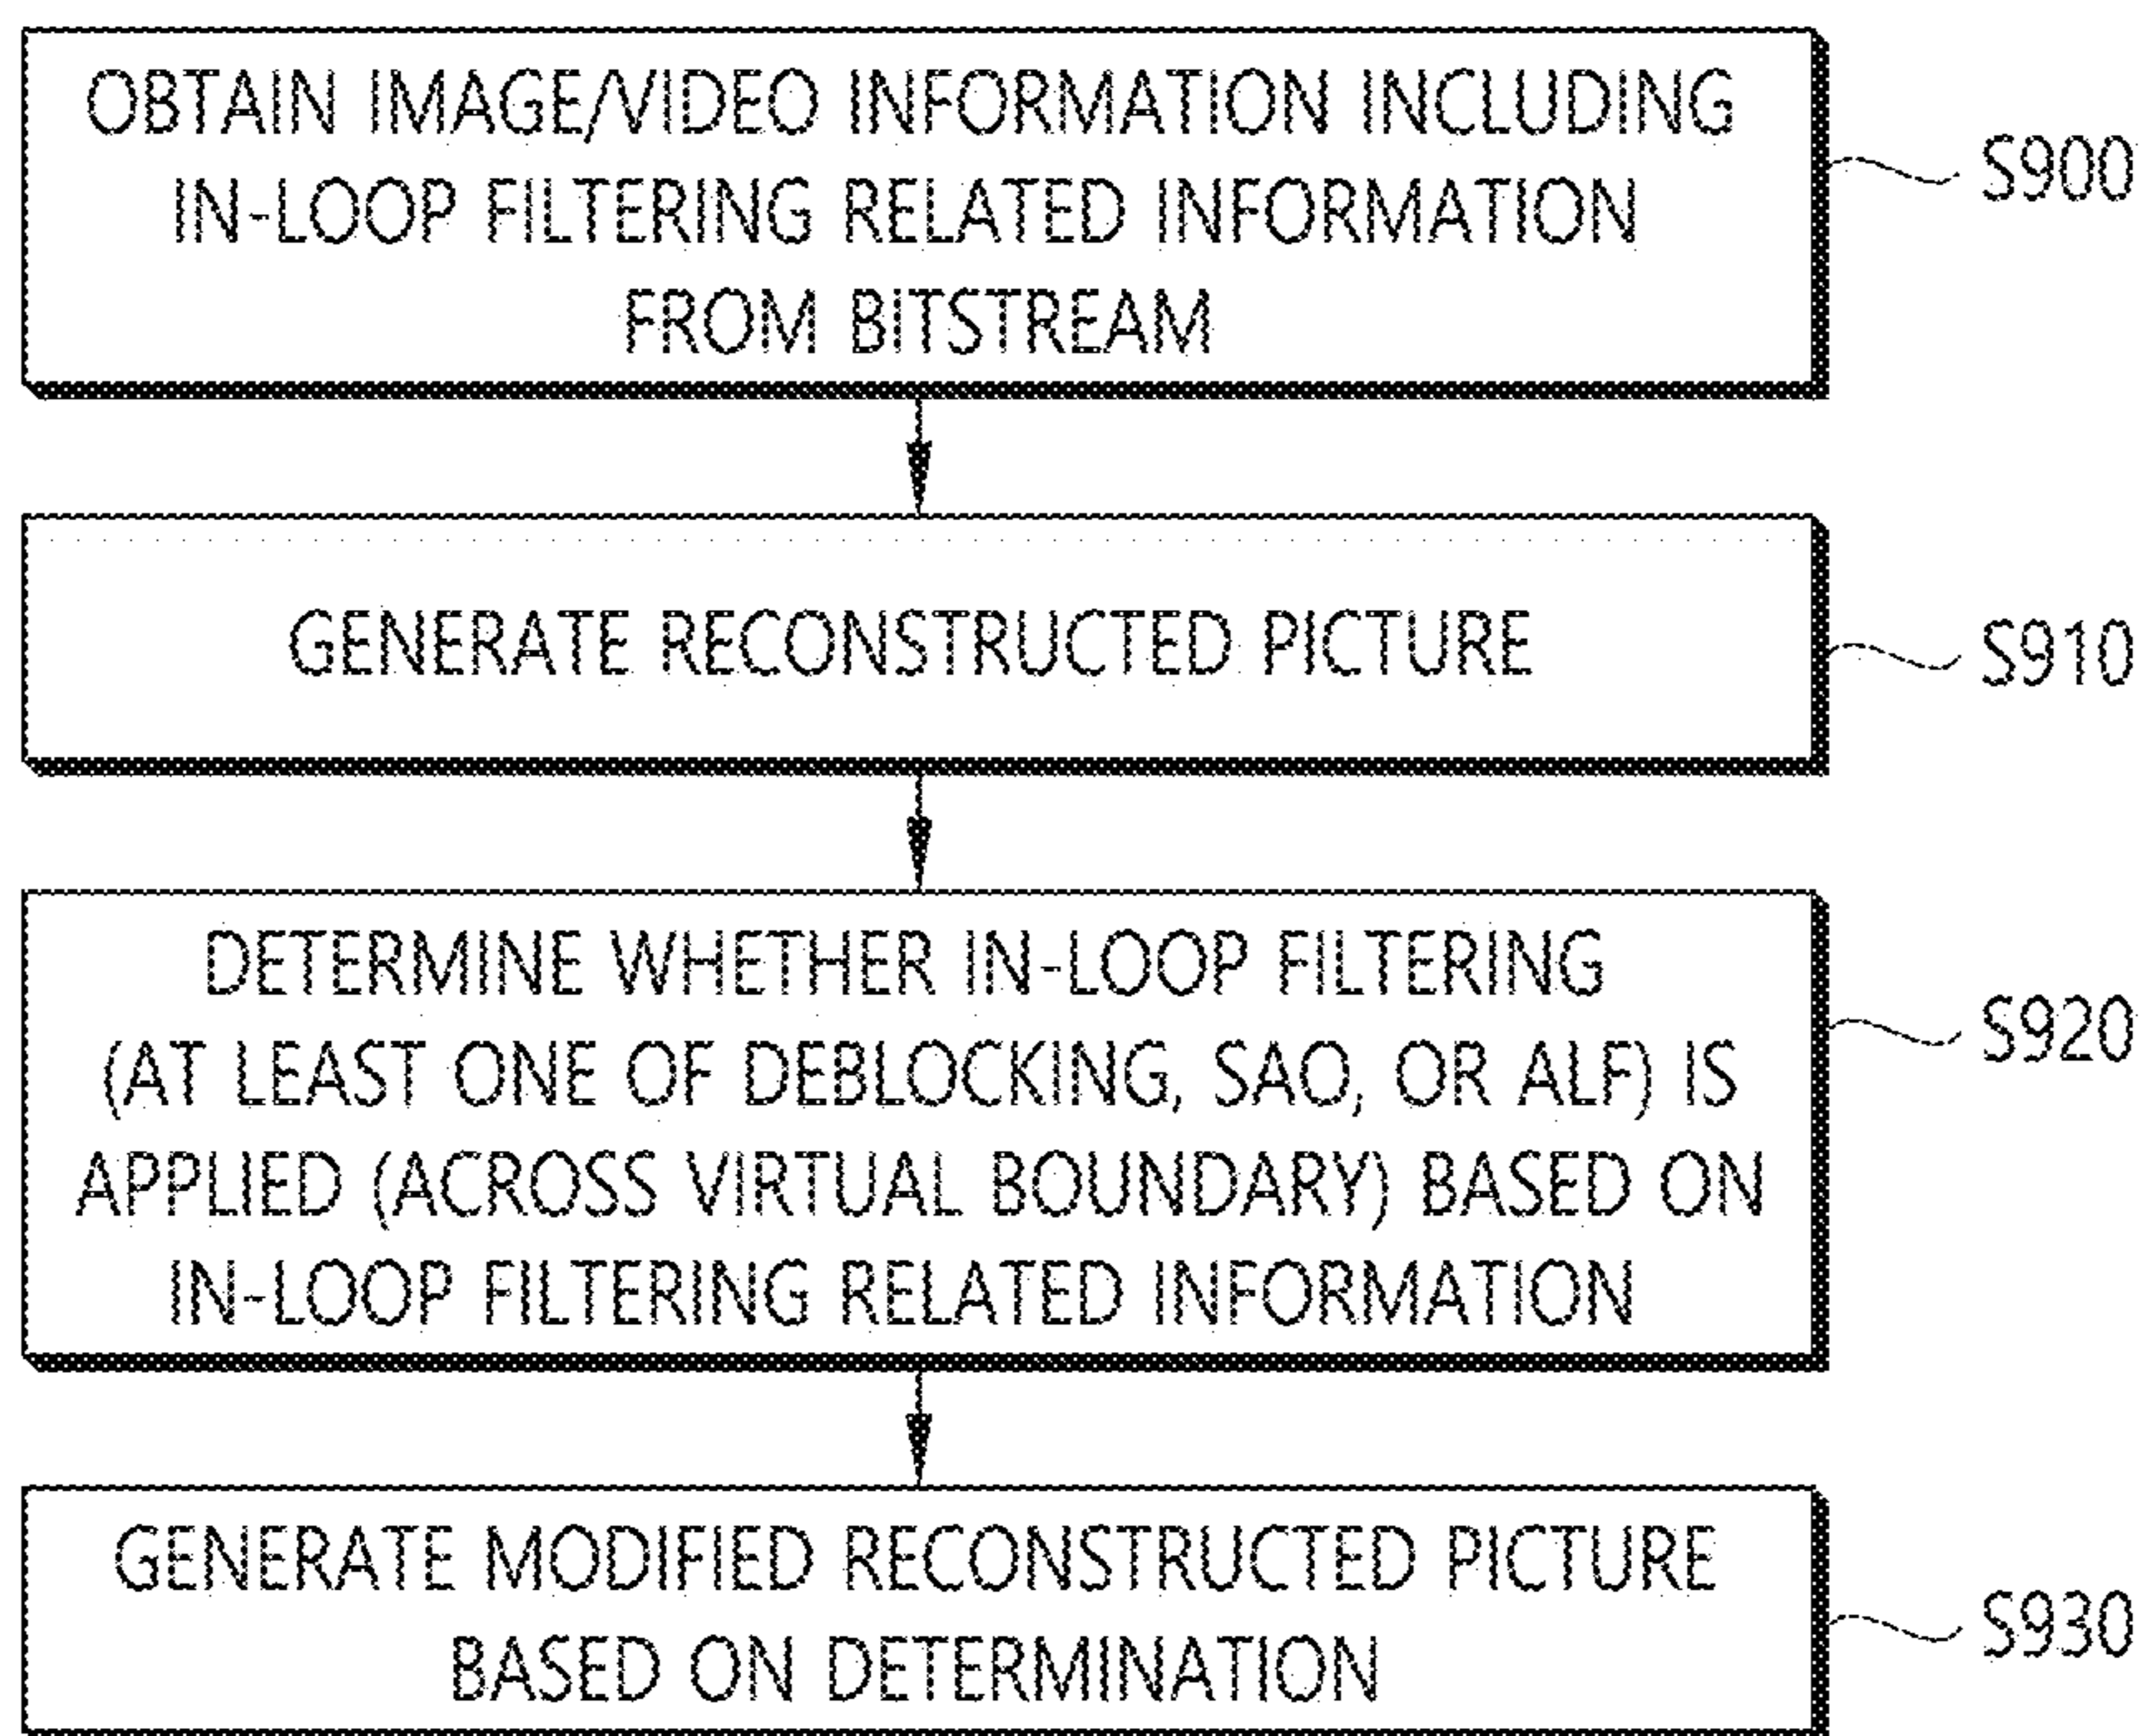 OBTAIN IMAGE/VIDEO INFORMATION INCLUDING
IN-LOOP FILTERING RELATED INFORMATION
FROM BITSTREAM
S900
GENERATE RECONSTRUCTED PICTURE
S910
DETERMINE WHETHER IN-LOOP FILTERING
(AT LEAST ONE OF DEBLOCKING, SAO, OR ALF) IS
APPLIED (ACROSS VIRTUAL BOUNDARY) BASED ON
IN-LOOP FILTERING RELATED INFORMATION
S920
GENERATE MODIFIED RECONSTRUCTED PICTURE
BASED ON DETERMINATION
S930